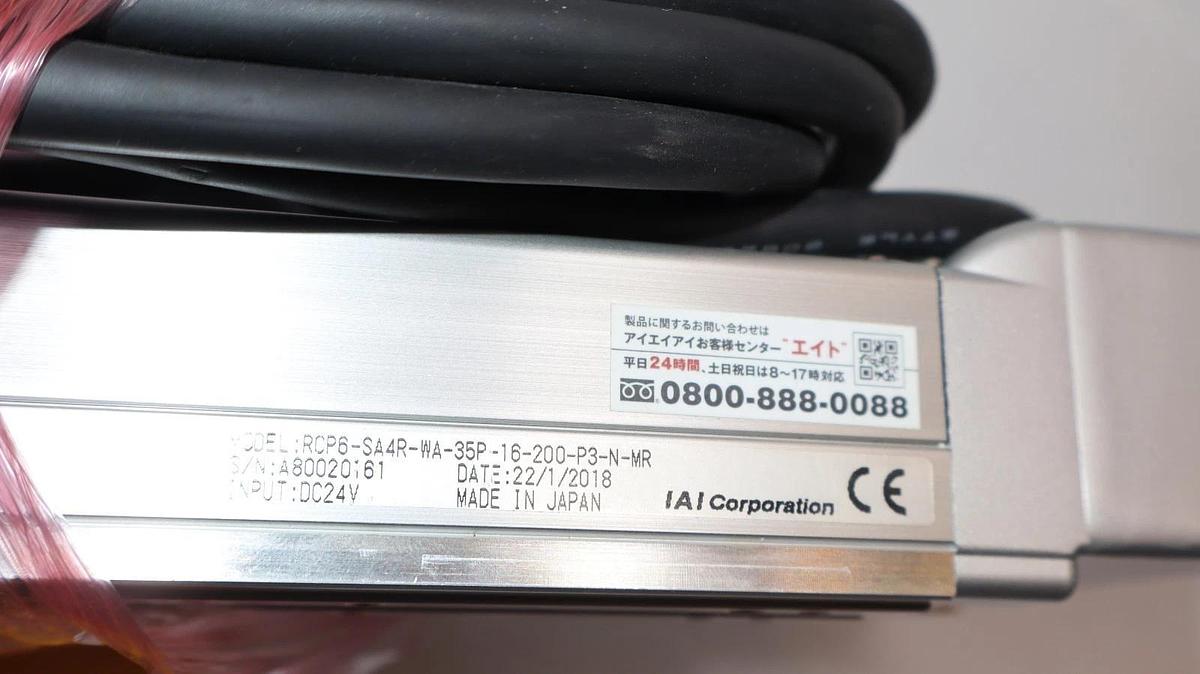 STYLE
製品に関するお問い合わせは
アイエイアイお客様センター"エイト"
平日24時間、土日祝日は8~17時対応
0800-888-0088
MODEL:RCP6-SA4R-WA-35P-16-200-P3-N-MR
S/N:A80020161 DATE:22/1/2018
INPUT:DC24V MADE IN JAPAN
IAI Corporation CE